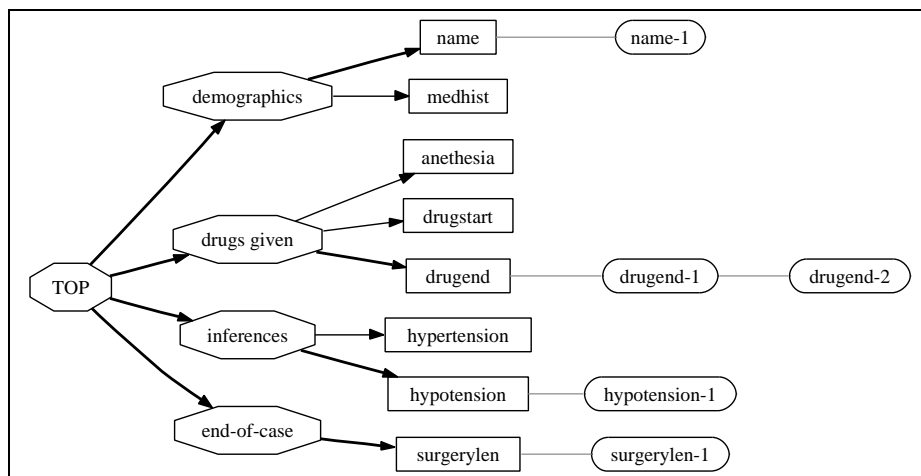 name
name-1
demographics
medhist
anethesia
drugstart
drugs given
drugend
drugend-1
drugend-2
TOP
inferences
hypertension
hypotension
hypotension-1
end-of-case
surgerylen
surgerylen-1